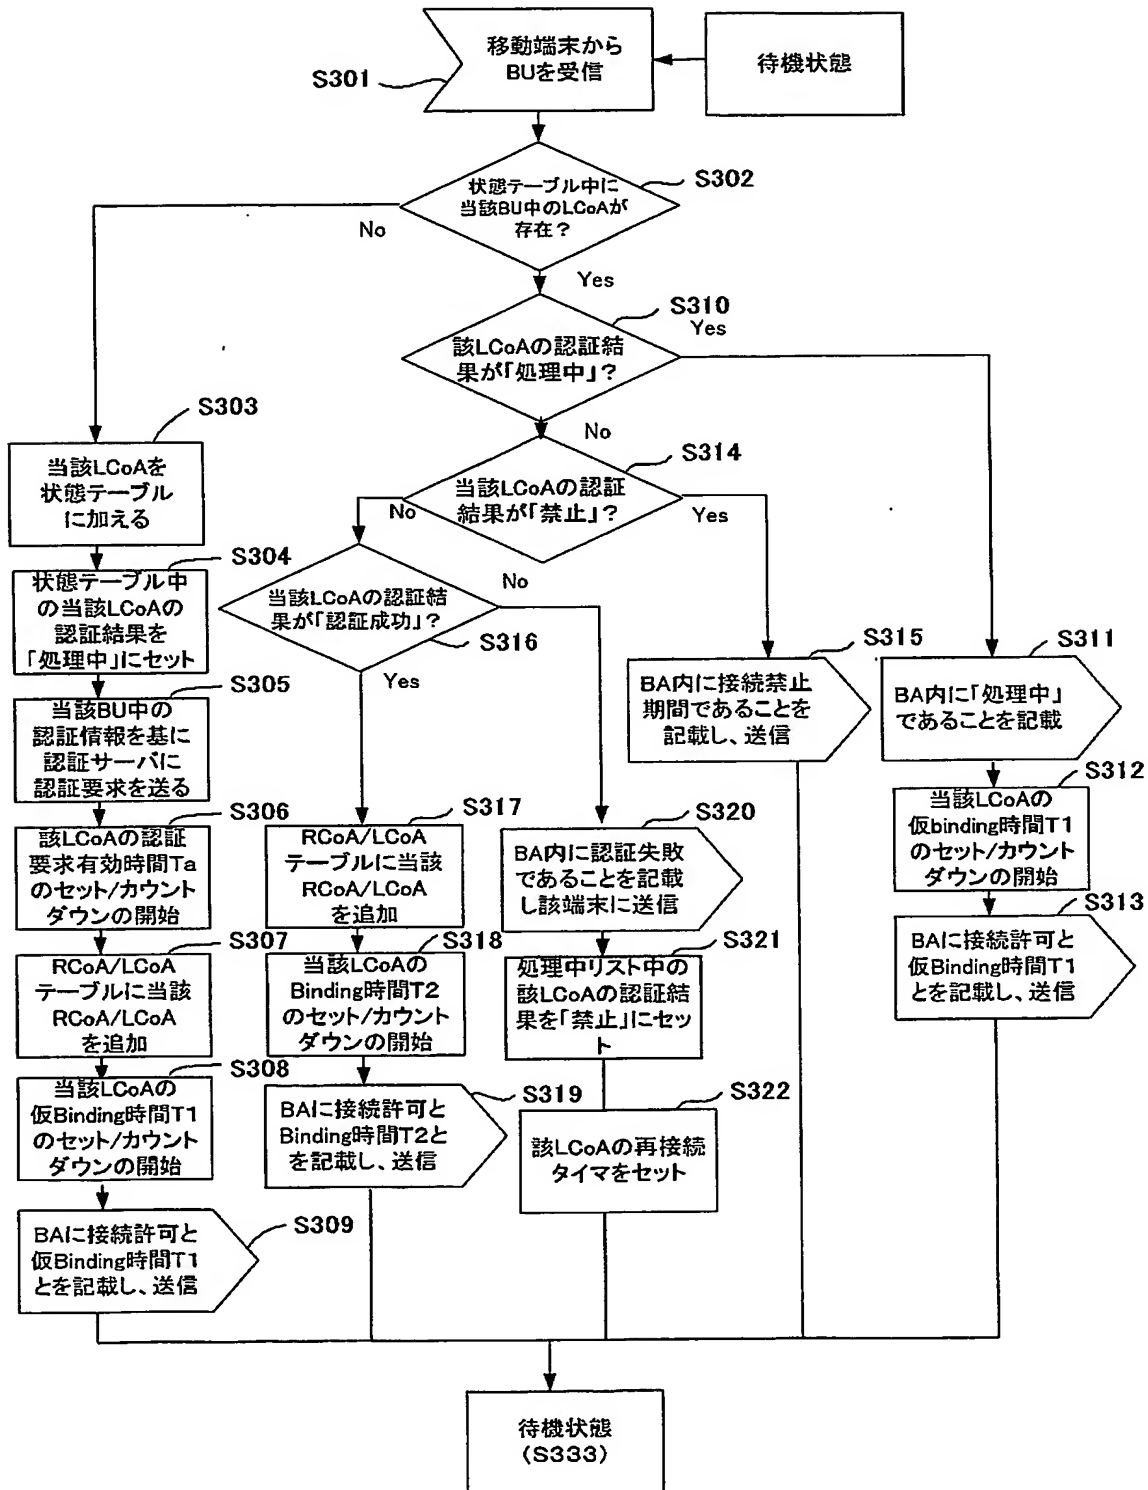 移動端末から
BUを受信
待機状態
S301
状態テーブル中に
当該BU中のLCoAが
存在?
S302
No
Yes
S310
Yes
該LCoAの認証結
果が「処理中」?
S303
No
S314
当該LCoAを
状態テーブル
に加える
当該LCoAの認証
結果が「禁止」?
No
Yes
S304
状態テーブル中
の当該LCoAの
認証結果を
「処理中」にセット
当該LCoAの認証結
果が「認証成功」?
No
S316
Yes
S305
当該BU中の
認証情報を基に
認証サーバに
認証要求を送る
S315
BA内に接続禁止
期間であることを
記載し、送信
S311
BA内に「処理中」
であることを記載
S306
該LCoAの認証
要求有効時間Ta
のセット/カウント
ダウンの開始
S317
RCoA/LCoA
テーブルに当該
RCoA/LCoA
を追加
S320
BA内に認証失敗
であることを記載
し該端末に送信
S312
当該LCoAの
仮binding時間T1
のセット/カウント
ダウンの開始
S307
RCoA/LCoA
テーブルに当該
RCoA/LCoA
を追加
S318
当該LCoAの
Binding時間T2
のセット/カウント
ダウンの開始
S321
処理中リスト中の
該LCoAの認証結
果を「禁止」にセッ
ト
S313
BAに接続許可と
仮Binding時間T1
とを記載し、送信
S308
当該LCoAの
仮Binding時間T1
のセット/カウント
ダウンの開始
S319
BAに接続許可と
Binding時間T2と
を記載し、送信
S322
該LCoAの再接続
タイマをセット
S309
BAに接続許可と
仮Binding時間T1
とを記載し、送信
待機状態
(S333)